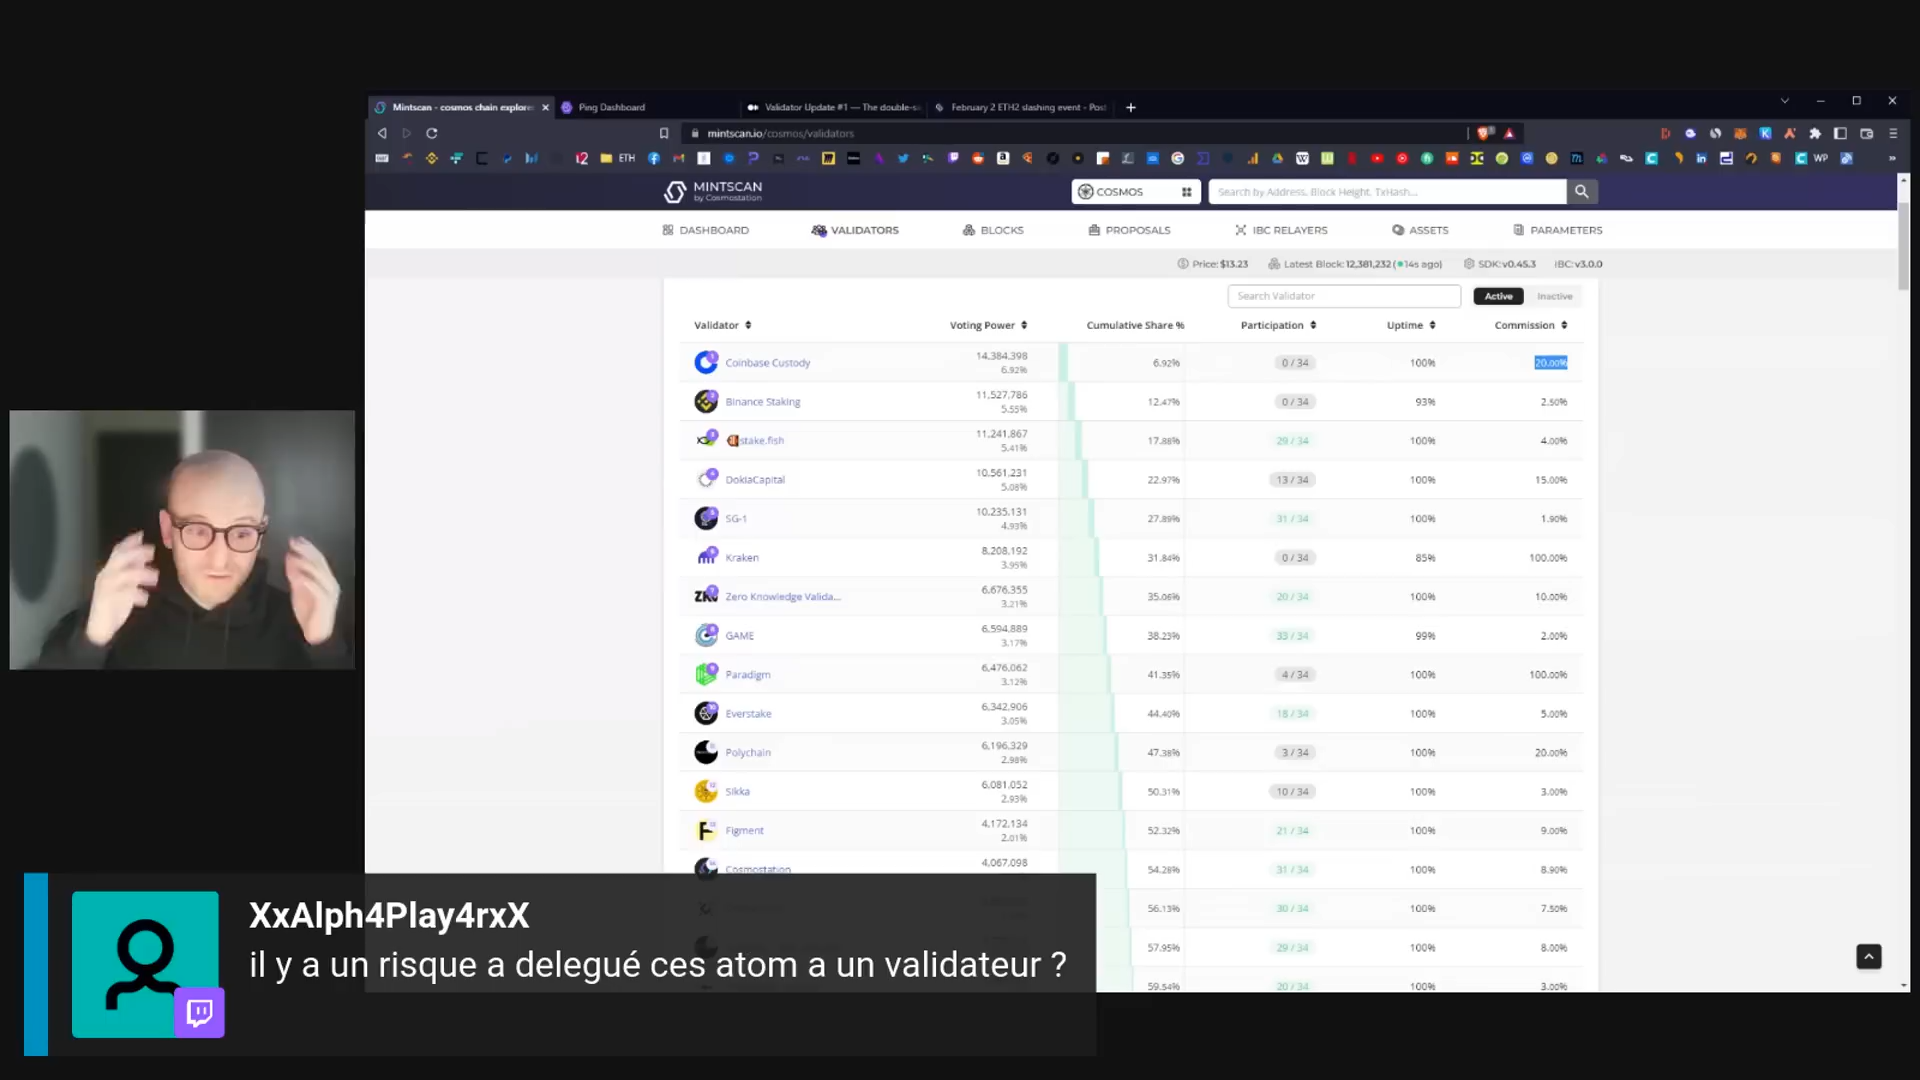 Mintscan - cosmos chain explore
Ping Dashboard
Validator Update #1 — The double-s
February 2 ETH2 slashing event - Pos
mintscan.io/cosmos/validators
ETH
WP
MINTSCAN
by Cosmostation
COSMOS
Search by Address, Block Height, TxHash...
DASHBOARD
VALIDATORS
BLOCKS
PROPOSALS
IBC RELAYERS
ASSETS
PARAMETERS
Price: $13.23
Latest Block: 12,381,232 (14s ago)
SDK:v0.45.3
IBC:v3.0.0
Search Validator
Active
Inactive
Validator Voting Power Cumulative Share % Participation Uptime Commission
Coinbase Custody 14,384,398 6.92% 6.92% 0 / 34 100% 20.00%
Binance Staking 11,527,786 5.55% 12.47% 0 / 34 93% 2.50%
stake.fish 11,241,867 5.41% 17.88% 29 / 34 100% 4.00%
DokiaCapital 10,561,231 5.08% 22.97% 13 / 34 100% 15.00%
SG-1 10,235,131 4.93% 27.89% 31 / 34 100% 1.90%
Kraken 8,208,192 3.95% 31.84% 0 / 34 85% 100.00%
Zero Knowledge Valida... 6,676,355 3.21% 35.06% 20 / 34 100% 10.00%
GAME 6,594,889 3.17% 38.23% 33 / 34 99% 2.00%
Paradigm 6,476,062 3.12% 41.35% 4 / 34 100% 100.00%
Everstake 6,342,906 3.05% 44.40% 18 / 34 100% 5.00%
Polychain 6,196,329 2.98% 47.38% 3 / 34 100% 20.00%
Sikka 6,081,052 2.93% 50.31% 10 / 34 100% 3.00%
Figment 4,172,134 2.01% 52.32% 21 / 34 100% 9.00%
Cosmostation 4,067,098 54.28% 31 / 34 100% 8.90%
56.13% 30 / 34 100% 7.50%
57.95% 29 / 34 100% 8.00%
59.54% 20 / 34 100% 3.00%
XxAlph4Play4rxX
il y a un risque a delegué ces atom a un validateur ?